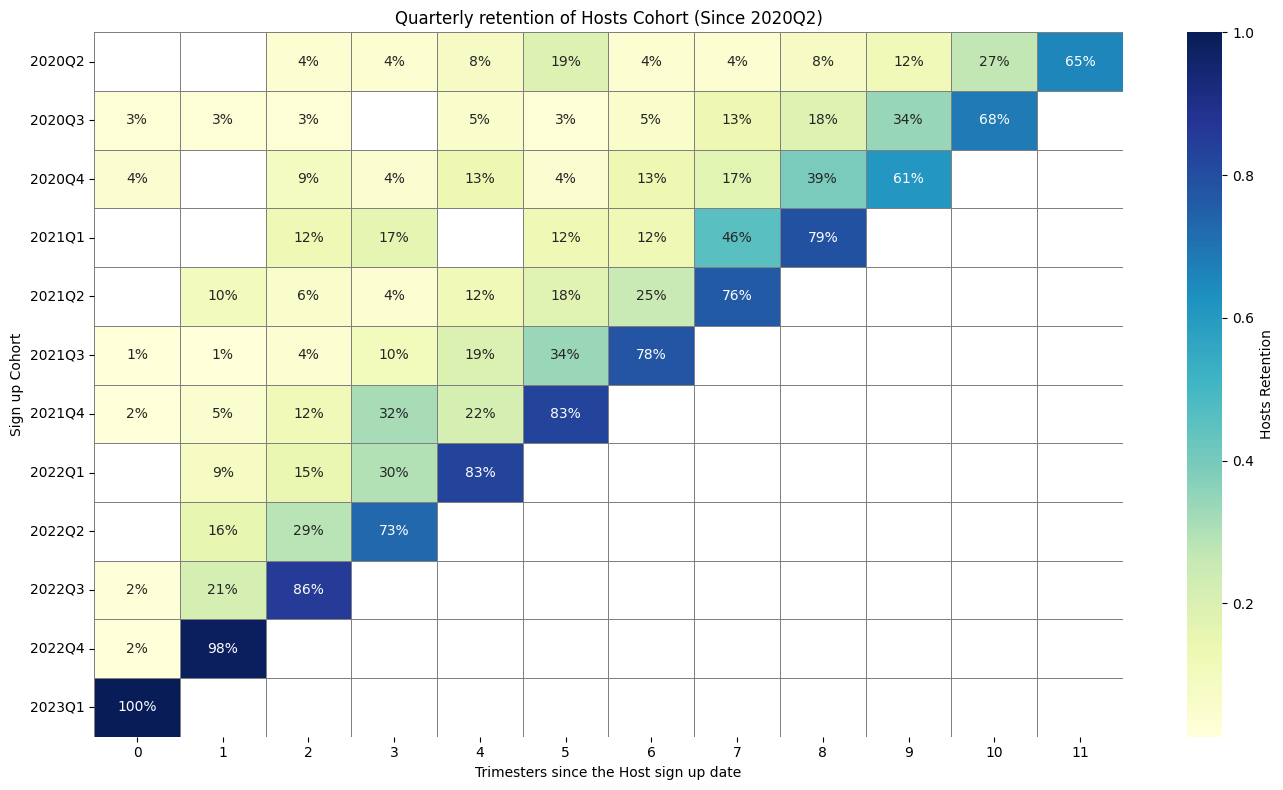 Quarterly retention of Hosts Cohort (Since 2020Q2)
2020Q2 4% 4% 8% 19% 4% 4% 8% 12% 27% 65%
2020Q3 3% 3% 3% 5% 3% 5% 13% 18% 34% 68%
2020Q4 4% 9% 4% 13% 4% 13% 17% 39% 61%
2021Q1 12% 17% 12% 12% 46% 79%
2021Q2 10% 6% 4% 12% 18% 25% 76%
2021Q3 1% 1% 4% 10% 19% 34% 78%
2021Q4 2% 5% 12% 32% 22% 83%
2022Q1 9% 15% 30% 83%
2022Q2 16% 29% 73%
2022Q3 2% 21% 86%
2022Q4 2% 98%
2023Q1 100%
0 1 2 3 4 5 6 7 8 9 10 11
Trimesters since the Host sign up date
Sign up Cohort
1.0
0.8
0.6
0.4
0.2
Hosts Retention